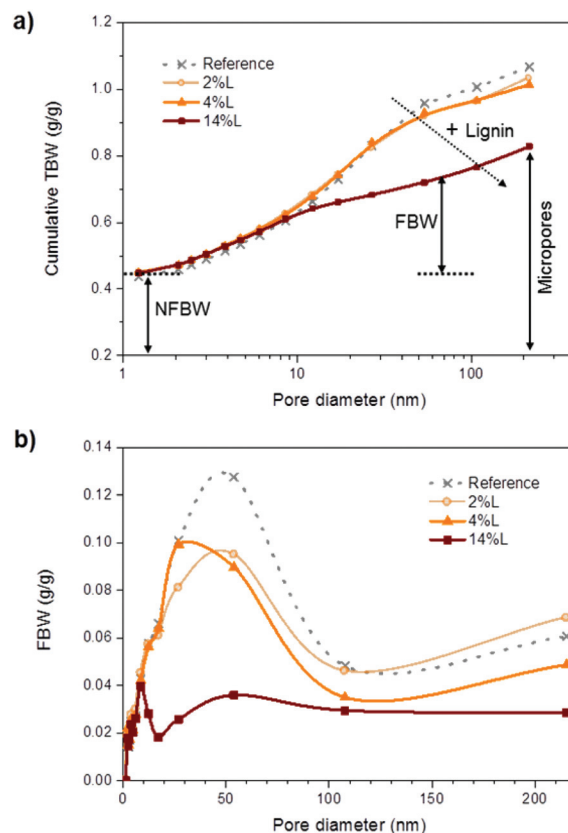 a)
1.2
1.0
0.8
0.6
0.4
0.2
Cumulative TBW (g/g)
Reference
2%L
4%L
14%L
+ Lignin
FBW
NFBW
Micropores
1
10
100
Pore diameter (nm)
b)
0.14
0.12
0.10
0.08
0.06
0.04
0.02
0.00
FBW (g/g)
Reference
2%L
4%L
14%L
0
50
100
150
200
Pore diameter (nm)